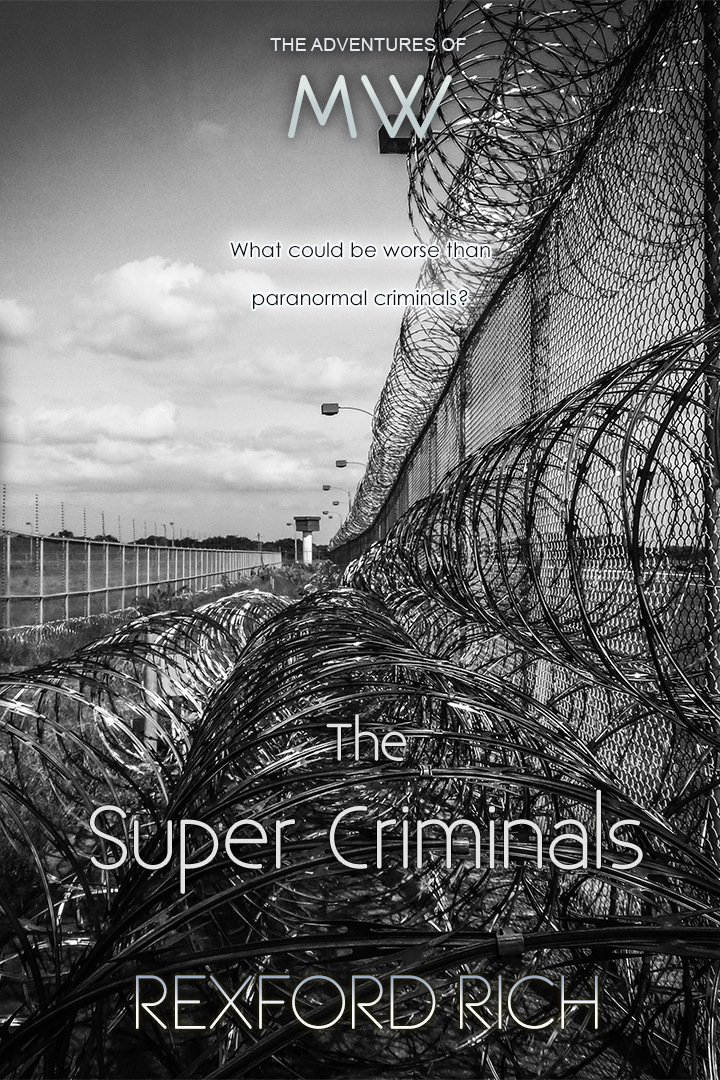 THE ADVENTURES OF
MW
What could be worse than
paranormal criminals?
The
Super Criminals
REXFORD RICH